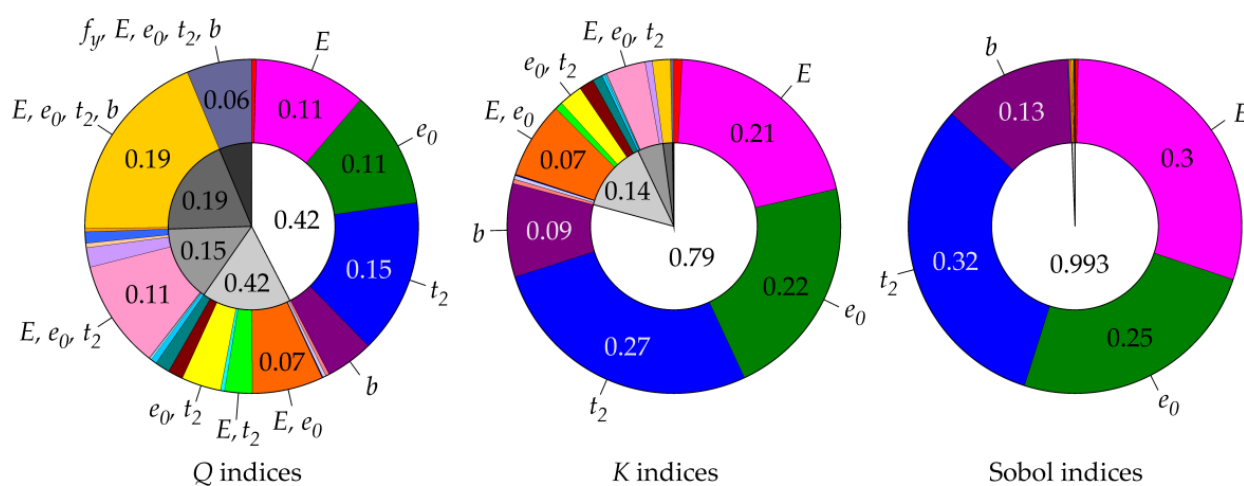 f_y, E, e_0, t_2, b
E
e_0
t_2
b
E, e_0
E, t_2
e_0, t_2
E, e_0, t_2
E, e_0, t_2, b
0.06
0.11
0.11
0.15
0.07
0.11
0.19
0.42
0.42
0.15
0.19
Q indices
E, e_0, t_2
e_0, t_2
E, e_0
b
t_2
e_0
E
0.21
0.22
0.27
0.09
0.07
0.14
0.79
K indices
b
E
t_2
e_0
0.13
0.3
0.32
0.25
0.993
Sobol indices